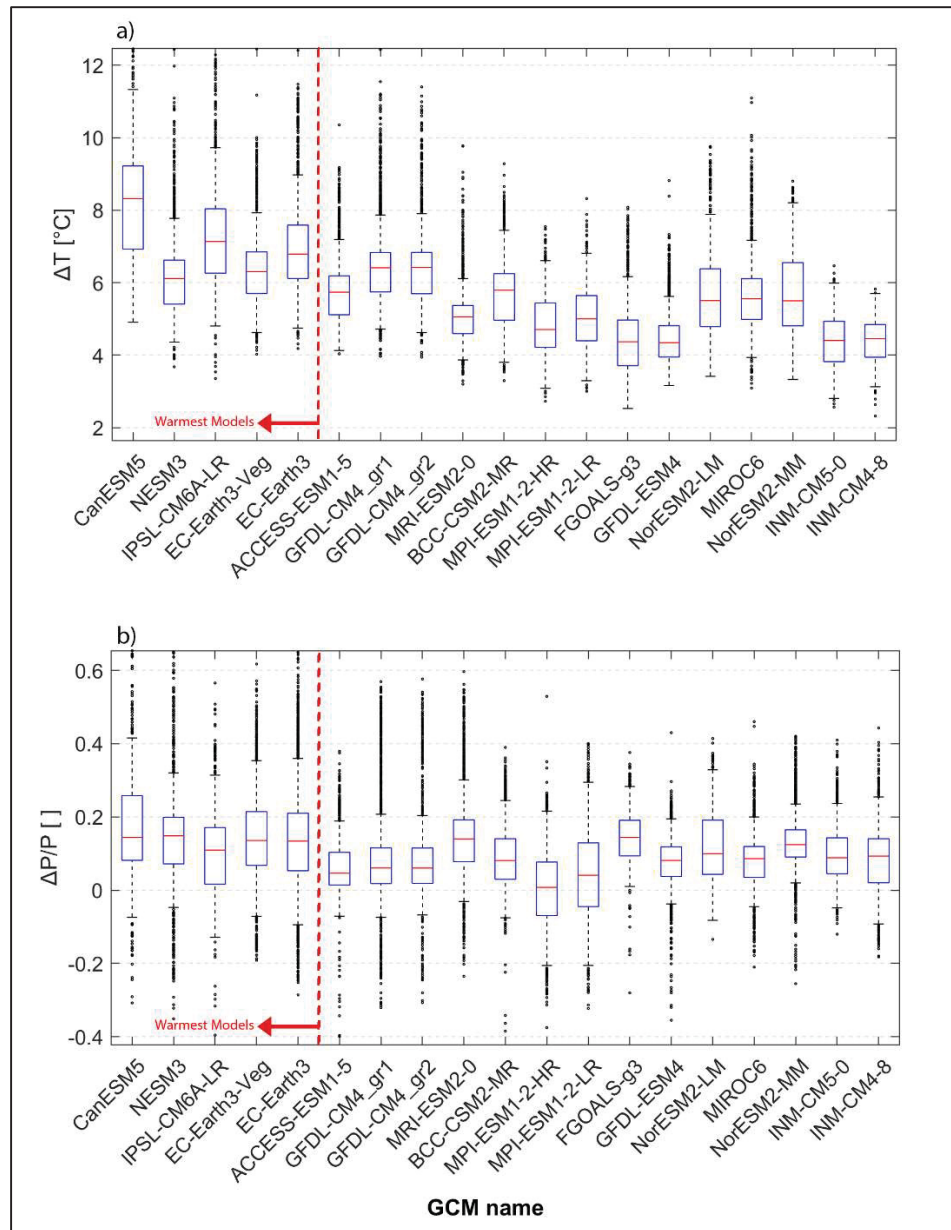 a)
12
10
8
6
4
2
ΔT [°C]
Warmest Models
CanESM5
NESM3
IPSL-CM6A-LR
EC-Earth3-Veg
EC-Earth3
ACCESS-ESM1-5
GFDL-CM4_gr1
GFDL-CM4_gr2
MRI-ESM2-0
BCC-CSM2-MR
MPI-ESM1-2-HR
MPI-ESM1-2-LR
FGOALS-g3
GFDL-ESM4
NorESM2-LM
MIROC6
NorESM2-MM
INM-CM5-0
INM-CM4-8
b)
0.6
0.4
0.2
0
-0.2
-0.4
ΔP/P [ ]
Warmest Models
CanESM5
NESM3
IPSL-CM6A-LR
EC-Earth3-Veg
EC-Earth3
ACCESS-ESM1-5
GFDL-CM4_gr1
GFDL-CM4_gr2
MRI-ESM2-0
BCC-CSM2-MR
MPI-ESM1-2-HR
MPI-ESM1-2-LR
FGOALS-g3
GFDL-ESM4
NorESM2-LM
MIROC6
NorESM2-MM
INM-CM5-0
INM-CM4-8
GCM name